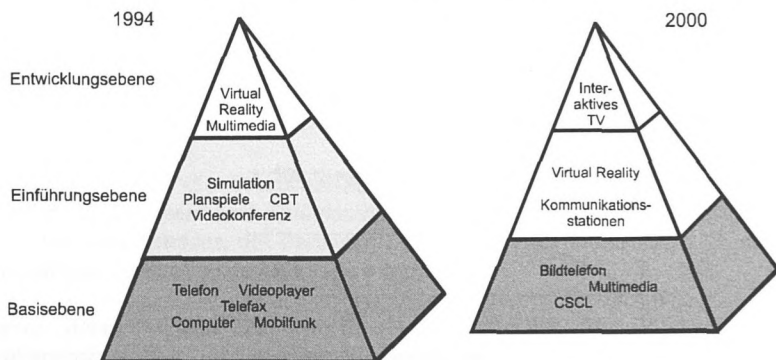 1994
2000
Entwicklungsebene
Virtual
Reality
Multimedia
Inter-
aktives
TV
Einführungsebene
Simulation
Planspiele CBT
Videokonferenz
Virtual Reality
Kommunikations-
stationen
Basisebene
Telefon Videoplayer
Telefax
Computer Mobilfunk
Bildtelefon
Multimedia
CSCL